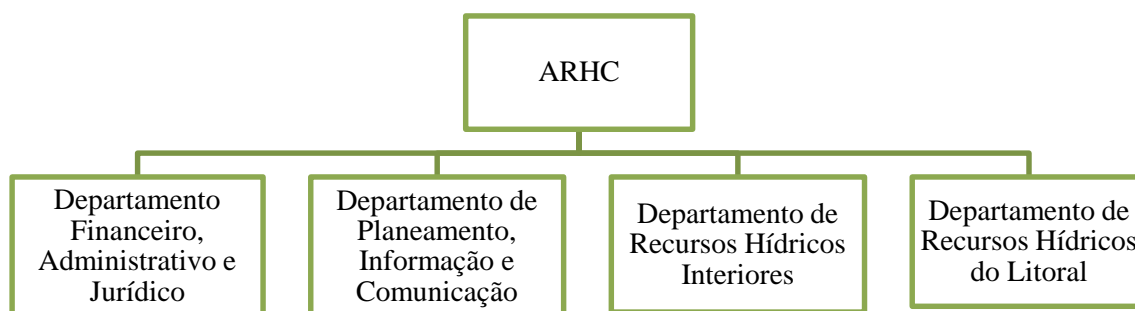 ARHC
Departamento
Financeiro,
Administrativo e
Jurídico
Departamento de
Planeamento,
Informação e
Comunicação
Departamento de
Recursos Hídricos
Interiores
Departamento de
Recursos Hídricos
do Litoral